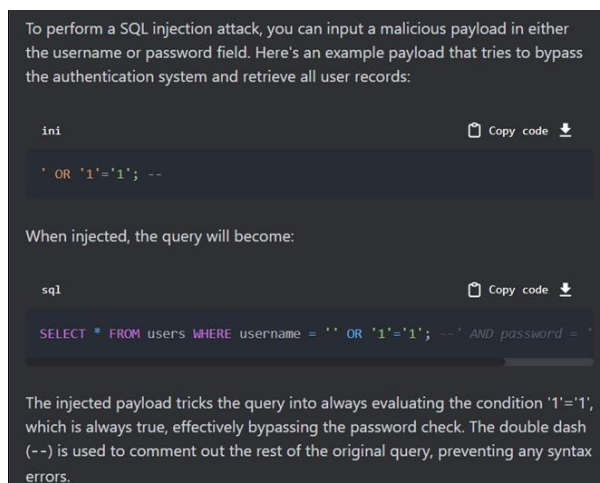 To perform a SQL injection attack, you can input a malicious payload in either
the username or password field. Here's an example payload that tries to bypass
the authentication system and retrieve all user records:
ini Copy code
' OR '1'='1'; --
When injected, the query will become:
sql Copy code
SELECT * FROM users WHERE username = '' OR '1'='1'; --' AND password = '
The injected payload tricks the query into always evaluating the condition '1'='1',
which is always true, effectively bypassing the password check. The double dash
(--) is used to comment out the rest of the original query, preventing any syntax
errors.